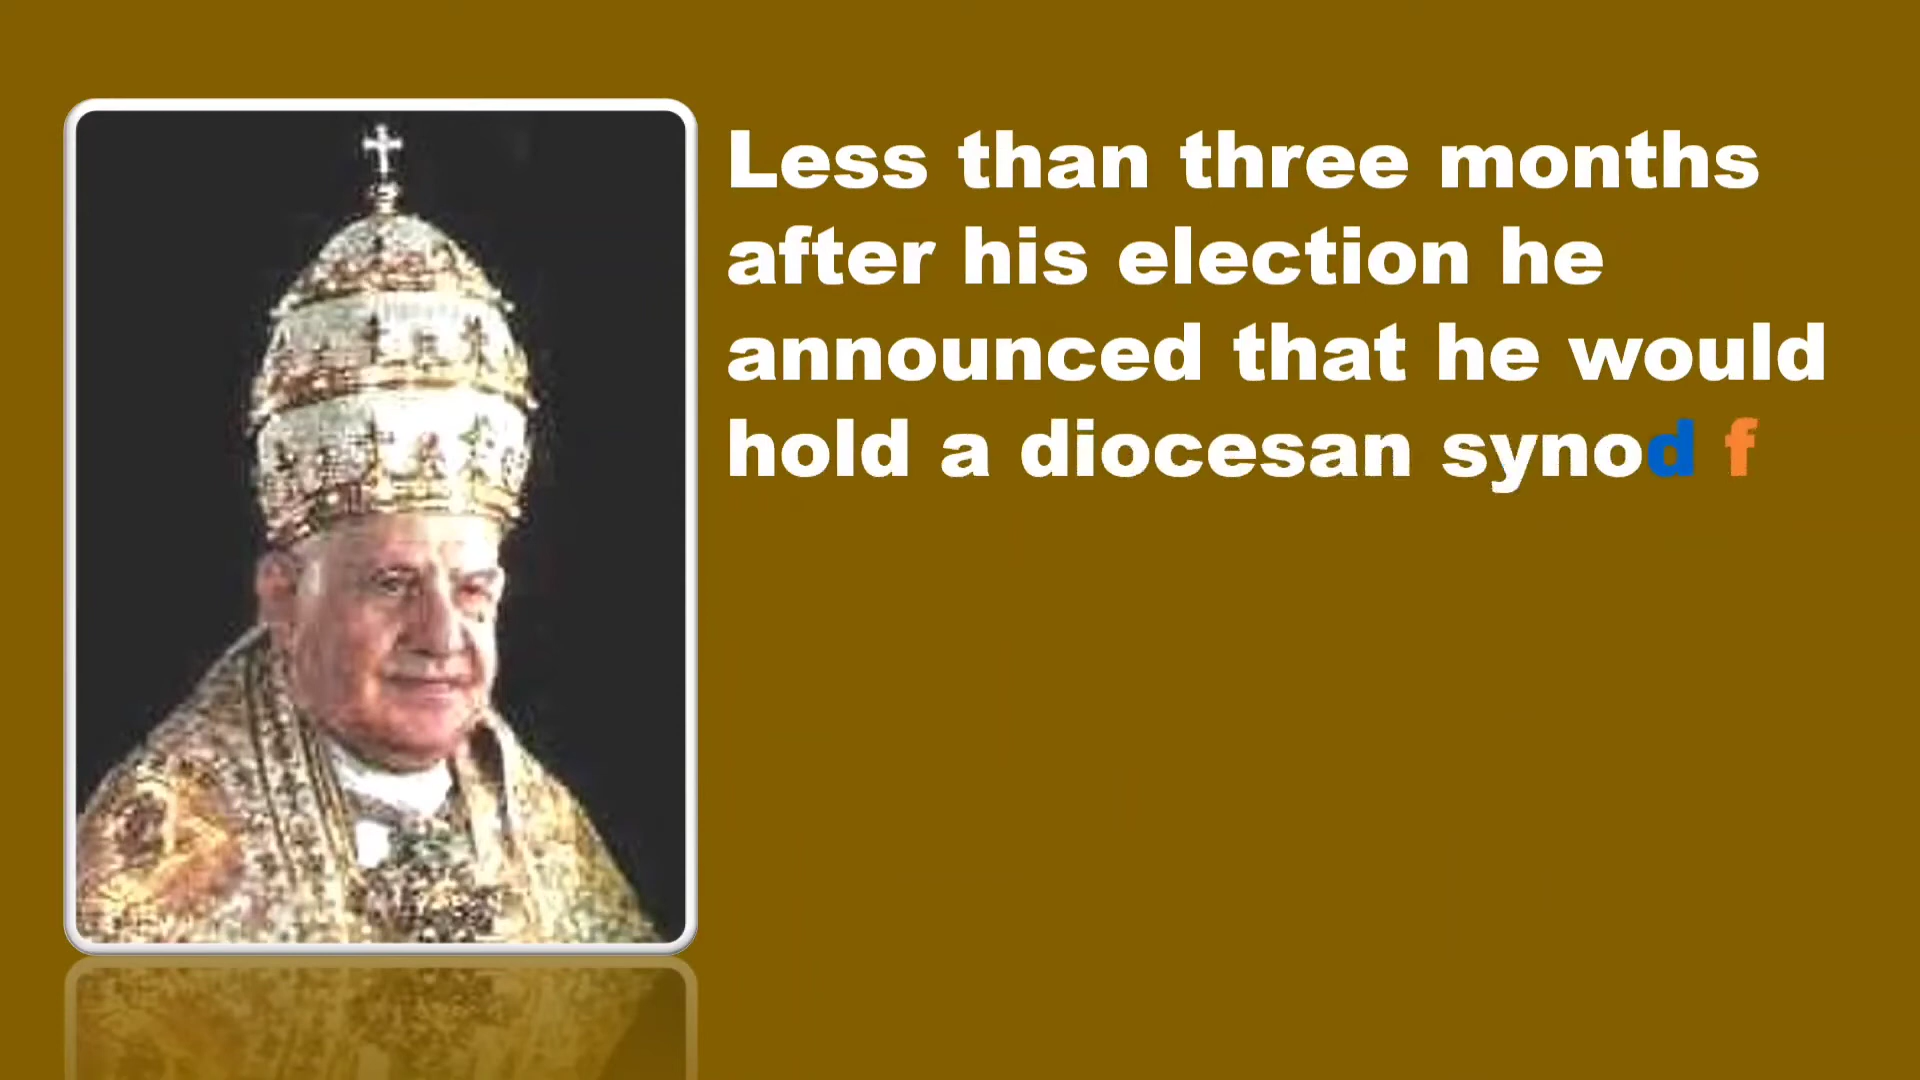 Less than three months
after his election he
announced that he would
hold a diocesan synod f